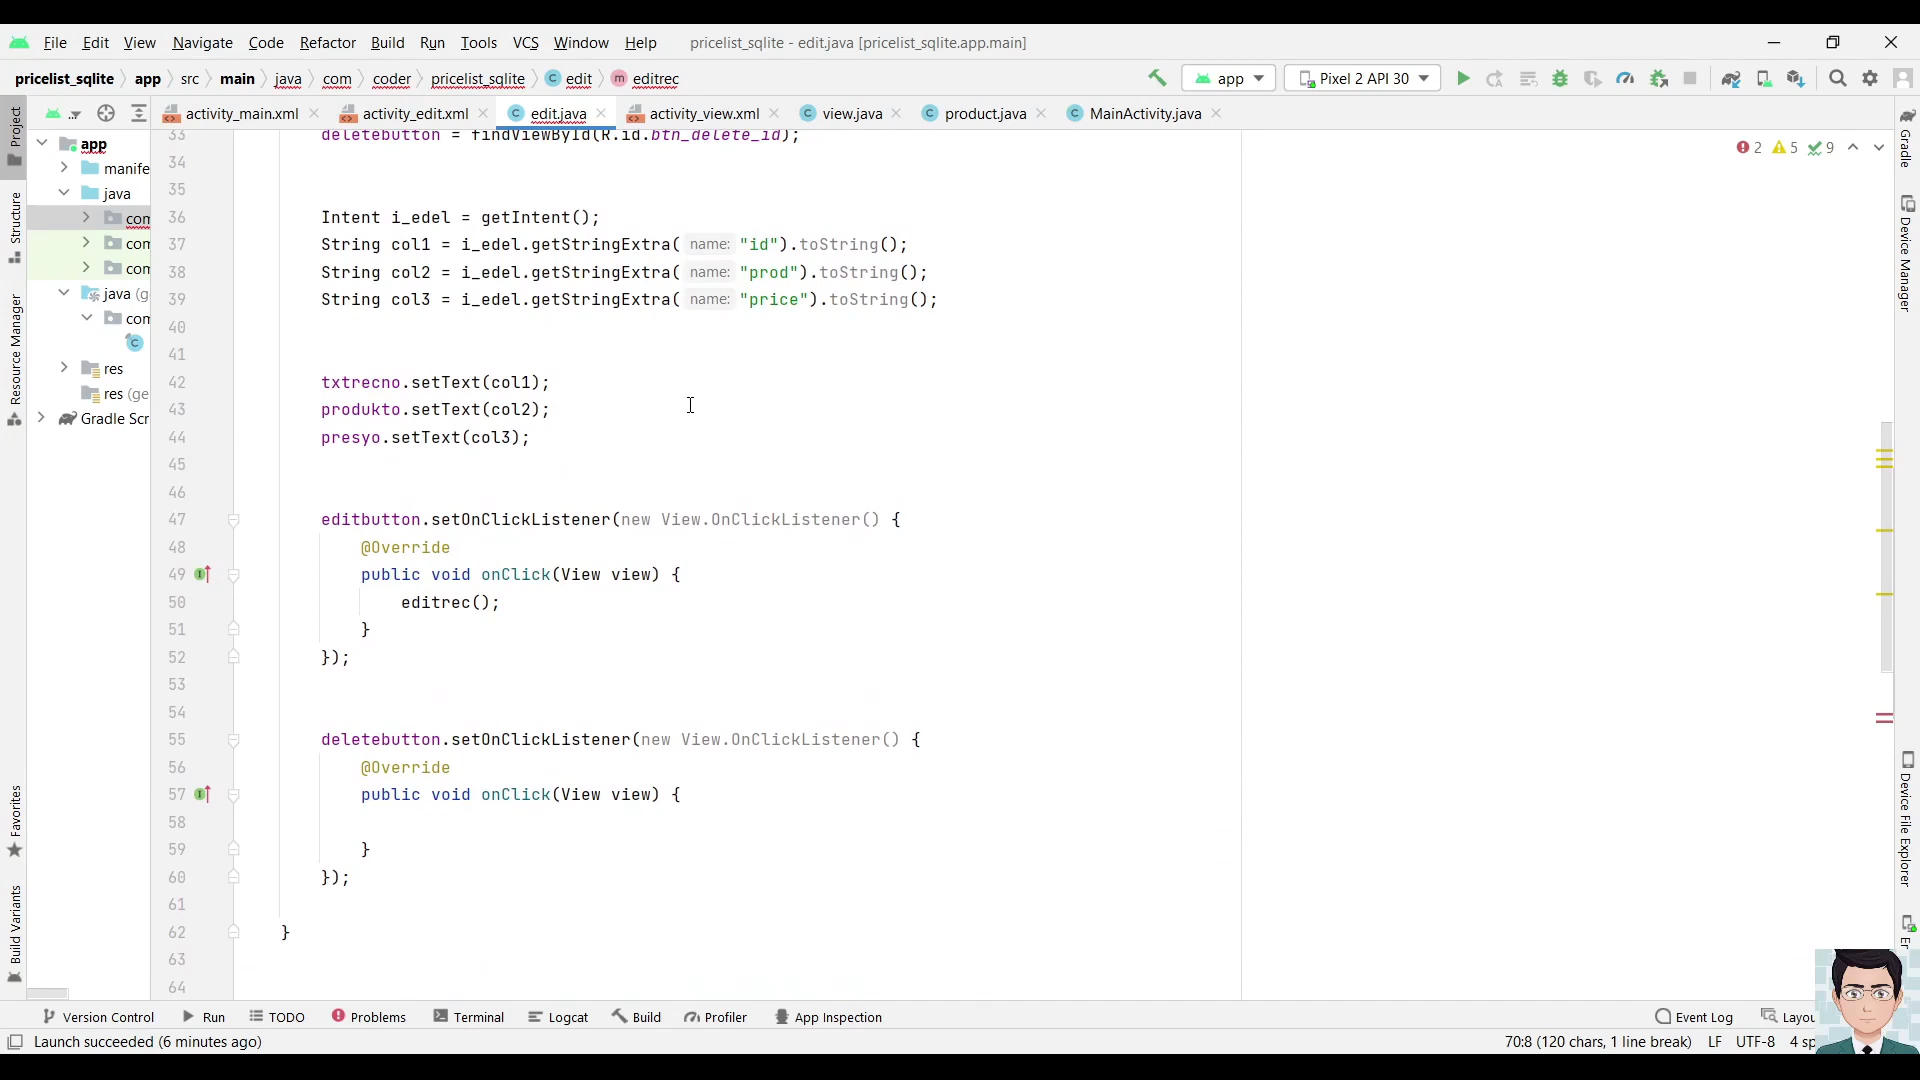 File Edit View Navigate Code Refactor Build Run Tools VCS Window Help pricelist_sqlite - edit.java [pricelist_sqlite.app.main]
pricelist_sqlite app src main java com coder pricelist_sqlite edit editrec app Pixel 2 API 30
activity_main.xml activity_edit.xml edit.java activity_view.xml view.java product.java MainActivity.java
Project
Structure
Resource Manager
Favorites
Build Variants
app
manife
java
com
com
com
java (g
com
res
res (ge
Gradle Scr
2 5 9
33 deletebutton = findViewById(R.id.btn_delete_id);
34
35
36 Intent i_edel = getIntent();
37 String col1 = i_edel.getStringExtra( name: "id").toString();
38 String col2 = i_edel.getStringExtra( name: "prod").toString();
39 String col3 = i_edel.getStringExtra( name: "price").toString();
40
41
42 txtrecno.setText(col1);
43 produkto.setText(col2);
44 presyo.setText(col3);
45
46
47 editbutton.setOnClickListener(new View.OnClickListener() {
48 @Override
49 public void onClick(View view) {
50 editrec();
51 }
52 });
53
54
55 deletebutton.setOnClickListener(new View.OnClickListener() {
56 @Override
57 public void onClick(View view) {
58
59 }
60 });
61
62 }
63
64
Gradle
Device Manager
Device File Explorer
Version Control Run TODO Problems Terminal Logcat Build Profiler App Inspection Event Log Layou
Launch succeeded (6 minutes ago) 70:8 (120 chars, 1 line break) LF UTF-8 4 sp